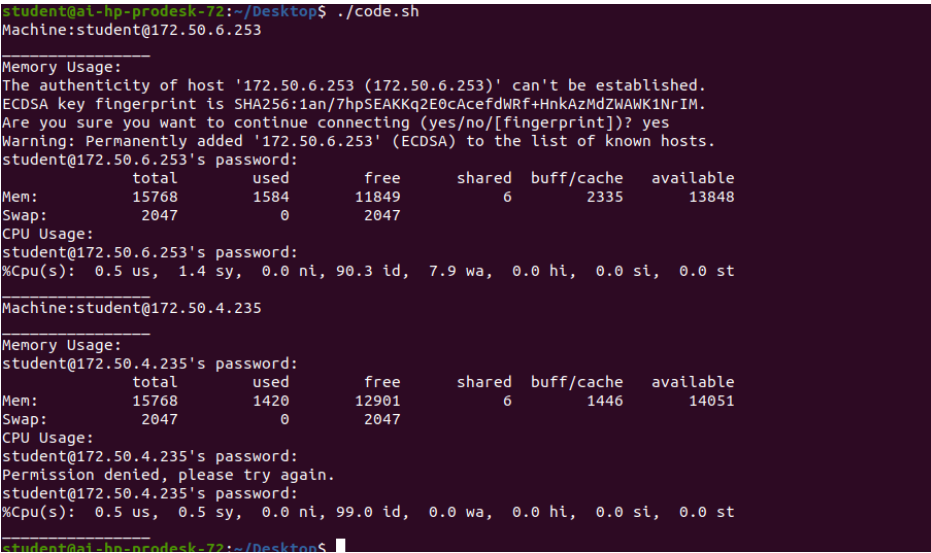 student@ai-hp-prodesk-72:~/Desktop$ ./code.sh
Machine:student@172.50.6.253
________________
Memory Usage:
The authenticity of host '172.50.6.253 (172.50.6.253)' can't be established.
ECDSA key fingerprint is SHA256:1an/7hpSEAKKq2E0cAcefdWRf+HnkAzMdZWAWK1NrIM.
Are you sure you want to continue connecting (yes/no/[fingerprint])? yes
Warning: Permanently added '172.50.6.253' (ECDSA) to the list of known hosts.
student@172.50.6.253's password:
total used free shared buff/cache available
Mem: 15768 1584 11849 6 2335 13848
Swap: 2047 0 2047
CPU Usage:
student@172.50.6.253's password:
%Cpu(s): 0.5 us, 1.4 sy, 0.0 ni, 90.3 id, 7.9 wa, 0.0 hi, 0.0 si, 0.0 st
________________
Machine:student@172.50.4.235
________________
Memory Usage:
student@172.50.4.235's password:
total used free shared buff/cache available
Mem: 15768 1420 12901 6 1446 14051
Swap: 2047 0 2047
CPU Usage:
student@172.50.4.235's password:
Permission denied, please try again.
student@172.50.4.235's password:
%Cpu(s): 0.5 us, 0.5 sy, 0.0 ni, 99.0 id, 0.0 wa, 0.0 hi, 0.0 si, 0.0 st
________________
student@ai-hp-prodesk-72:~/Desktop$